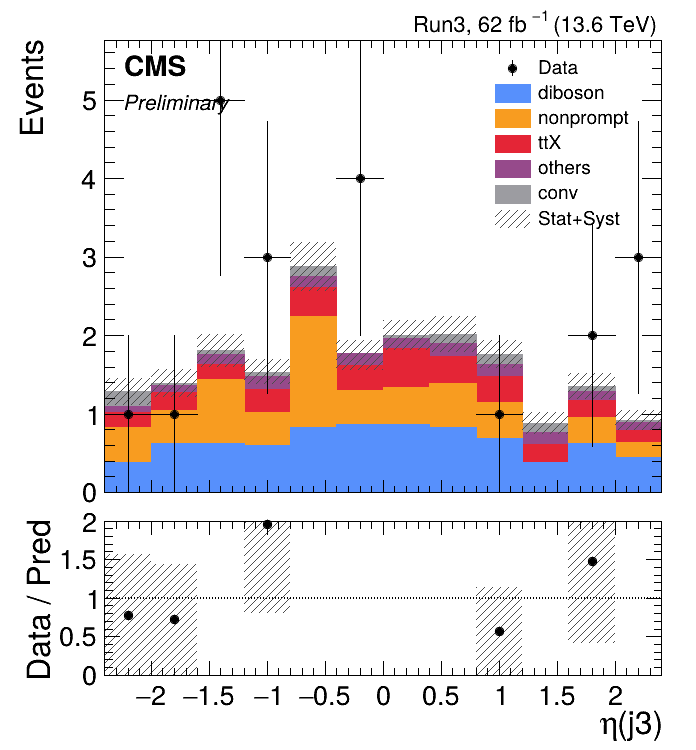 Run3, 62 fb⁻¹ (13.6 TeV)
CMS
Preliminary
Events
Data
diboson
nonprompt
ttX
others
conv
Stat+Syst
5
4
3
2
1
0
Data / Pred
2
1.5
1
0.5
0
−2 −1.5 −1 −0.5 0 0.5 1 1.5 2
η(j3)